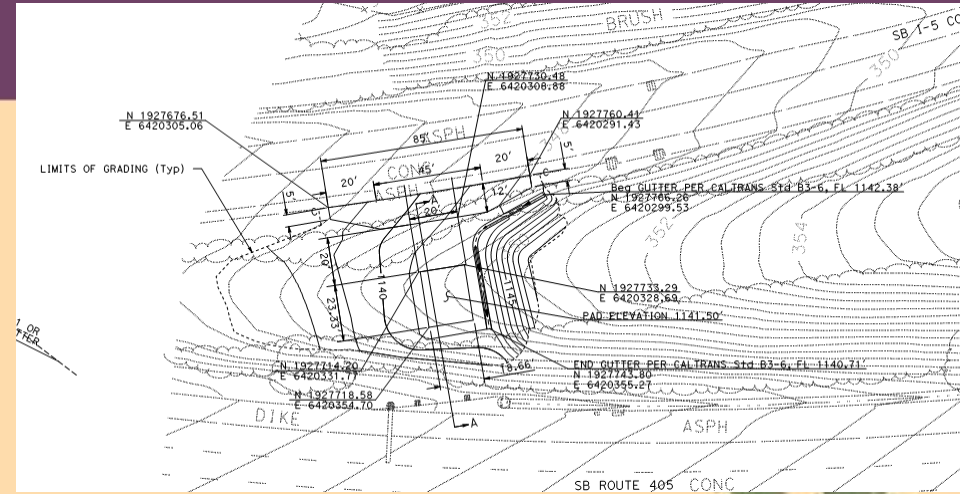 352
BRUSH
SB I-5 CO
350
350
N 1927730.48
E 6420308.88
N 1927676.51
E 6420305.06
N 1927760.41
E 6420291.43
85'
ASPH
5'
LIMITS OF GRADING (Typ)
CONC
45'
20'
20'
ASPH
12'
5'
A
20'
Beg GUTTER PER CALTRANS Std B3-6, FL 1142.38'
N 1927766.26
E 6420299.53
352
354
20'
23.53'
1140
1145
N 1927733.29
E 6420328.69
PAD ELEVATION 1141.50'
END GUTTER PER CALTRANS Std B3-6, FL 1140.71'
N 1927743.80
E 6420355.27
18.66'
N 1927714.20
N 1927718.58
E 6420354.70
DIKE
A
ASPH
SB ROUTE 405 CONC